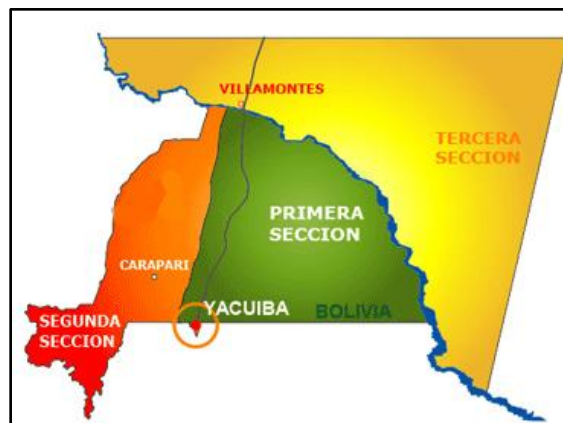 VILLAMONTES
TERCERA
SECCION
PRIMERA
SECCION
CARAPARI
YACUIBA
BOLIVIA
SEGUNDA
SECCION